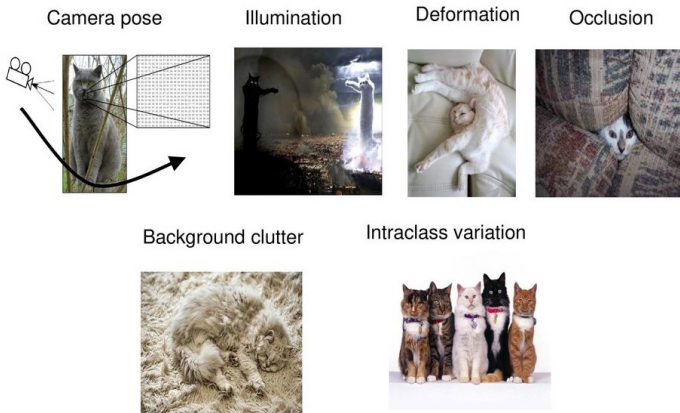 Camera pose
Illumination
Deformation
Occlusion
Background clutter
Intraclass variation